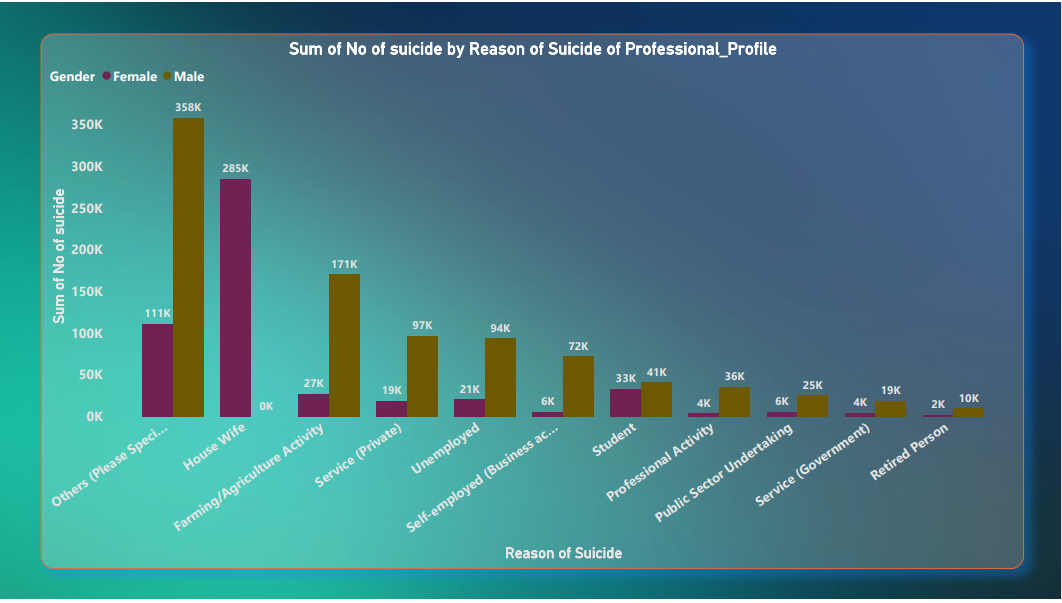 Sum of No of suicide by Reason of Suicide of Professional_Profile
Gender Female Male
358K
350K
300K
285K
250K
200K
171K
150K
111K
100K
97K
94K
72K
50K
27K
19K
21K
6K
33K
41K
4K
36K
6K
25K
4K
19K
2K
10K
0K
0K
Sum of No of suicide
Others (Please Speci...
House Wife
Farming/Agriculture Activity
Service (Private)
Unemployed
Self-employed (Business ac...
Student
Professional Activity
Public Sector Undertaking
Service (Government)
Retired Person
Reason of Suicide